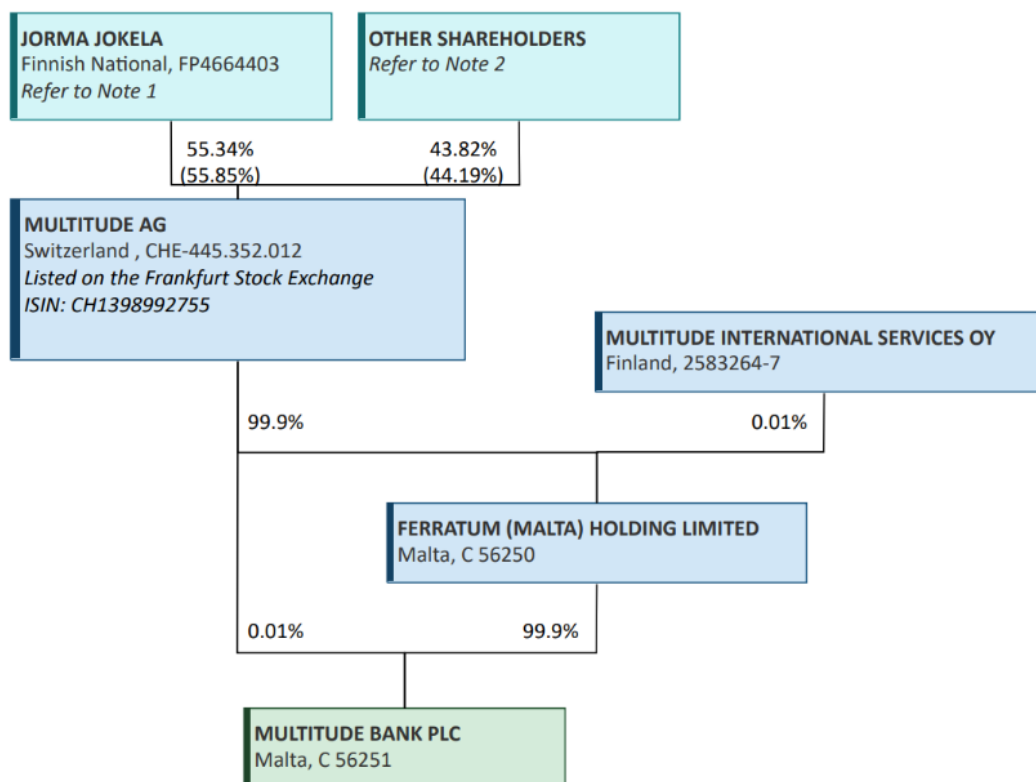 JORMA JOKELA
Finnish National, FP4664403
Refer to Note 1
OTHER SHAREHOLDERS
Refer to Note 2
55.34%
(55.85%)
43.82%
(44.19%)
MULTITUDE AG
Switzerland , CHE-445.352.012
Listed on the Frankfurt Stock Exchange
ISIN: CH1398992755
MULTITUDE INTERNATIONAL SERVICES OY
Finland, 2583264-7
99.9%
0.01%
FERRATUM (MALTA) HOLDING LIMITED
Malta, C 56250
0.01%
99.9%
MULTITUDE BANK PLC
Malta, C 56251